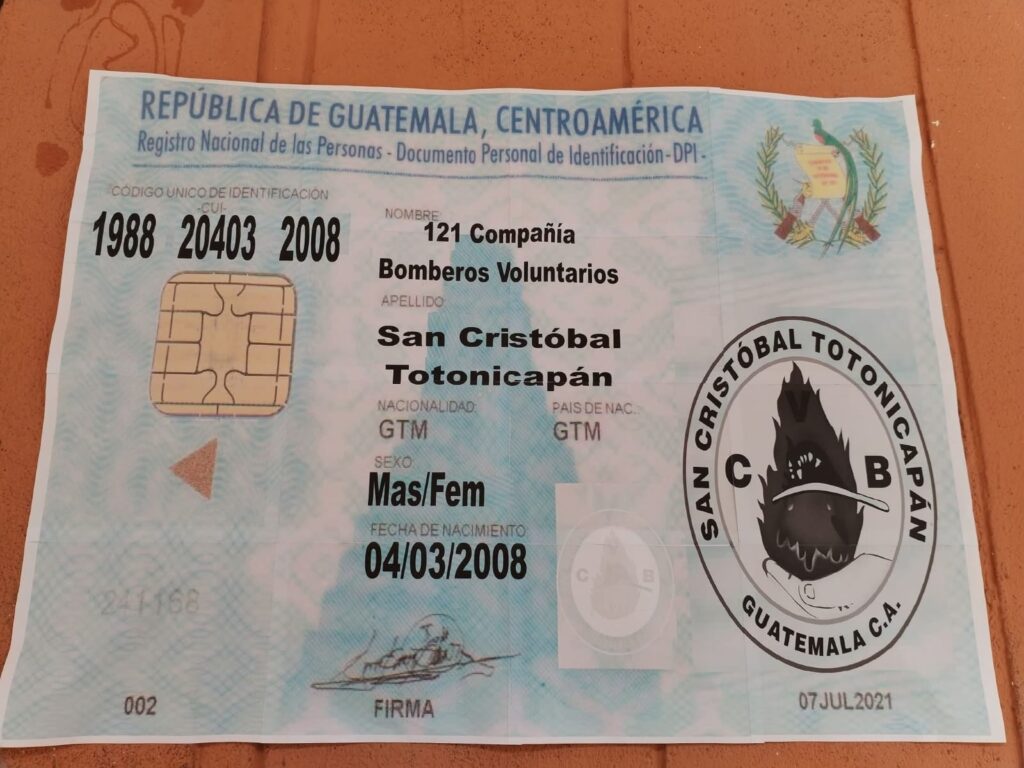 REPÚBLICA DE GUATEMALA, CENTROAMÉRICA
Registro Nacional de las Personas - Documento Personal de Identificación -DPI-
CÓDIGO ÚNICO DE IDENTIFICACIÓN
-CUI-
1988 20403 2008
NOMBRE:
121 Compañía
Bomberos Voluntarios
APELLIDO:
San Cristóbal
Totonicapán
NACIONALIDAD:
GTM
PAIS DE NAC.:
GTM
SEXO
Mas/Fem
FECHA DE NACIMIENTO
04/03/2008
SAN CRISTÓBAL TOTONICAPÁN
V
C B
GUATEMALA C.A.
C B
241168
002
FIRMA
07JUL2021